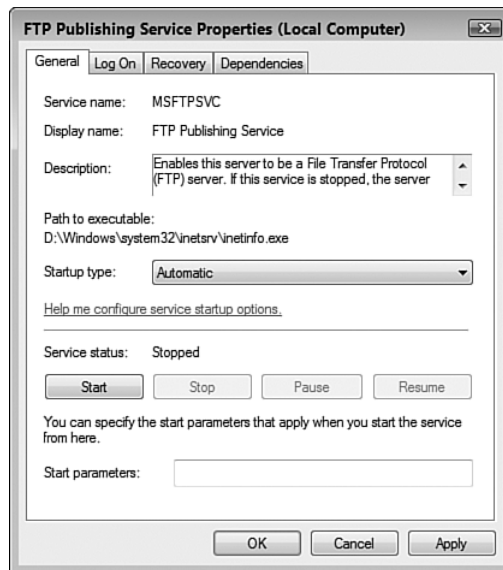 FTP Publishing Service Properties (Local Computer)
General Log On Recovery Dependencies
Service name: MSFTPSVC
Display name: FTP Publishing Service
Description: Enables this server to be a File Transfer Protocol
(FTP) server. If this service is stopped, the server
Path to executable:
D:\Windows\system32\inetsrv\inetinfo.exe
Startup type: Automatic
Help me configure service startup options.
Service status: Stopped
Start Stop Pause Resume
You can specify the start parameters that apply when you start the service
from here.
Start parameters:
OK Cancel Apply